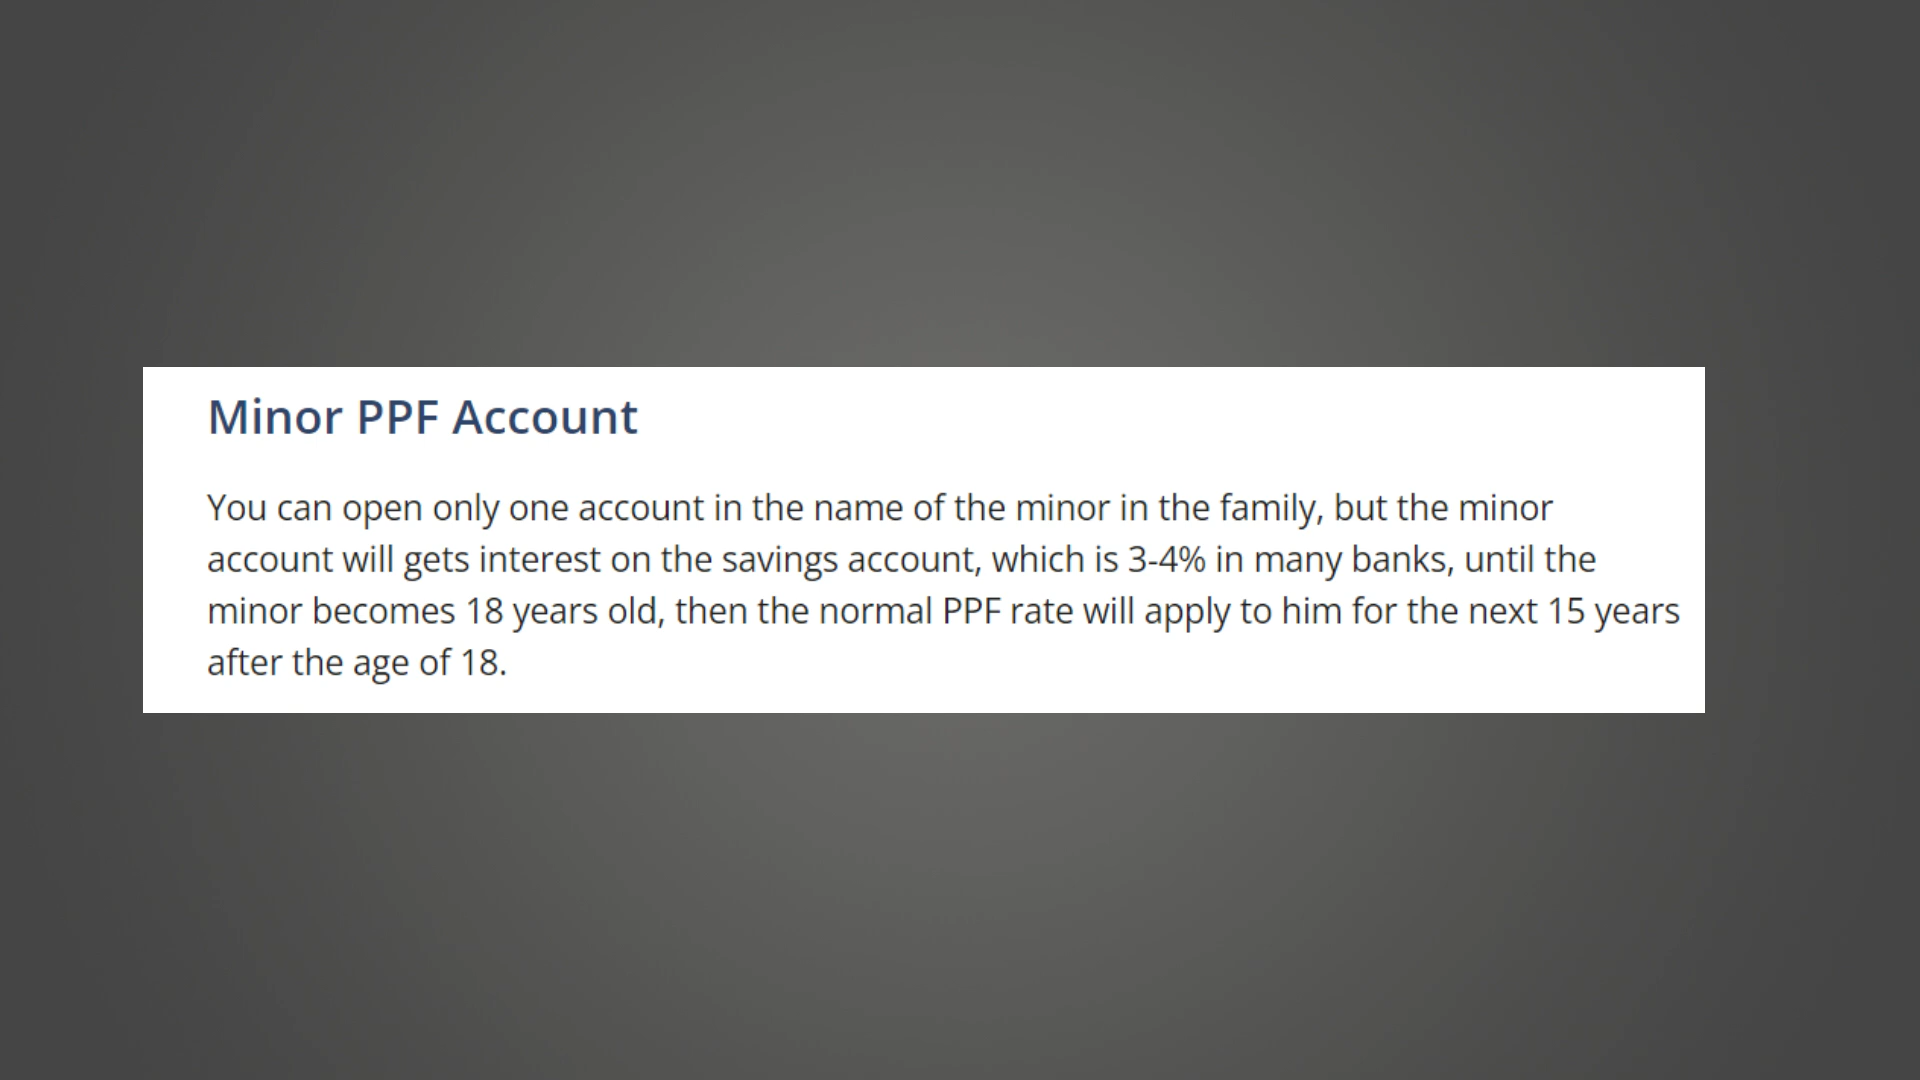 Minor PPF Account
You can open only one account in the name of the minor in the family, but the minor
account will gets interest on the savings account, which is 3-4% in many banks, until the
minor becomes 18 years old, then the normal PPF rate will apply to him for the next 15 years
after the age of 18.